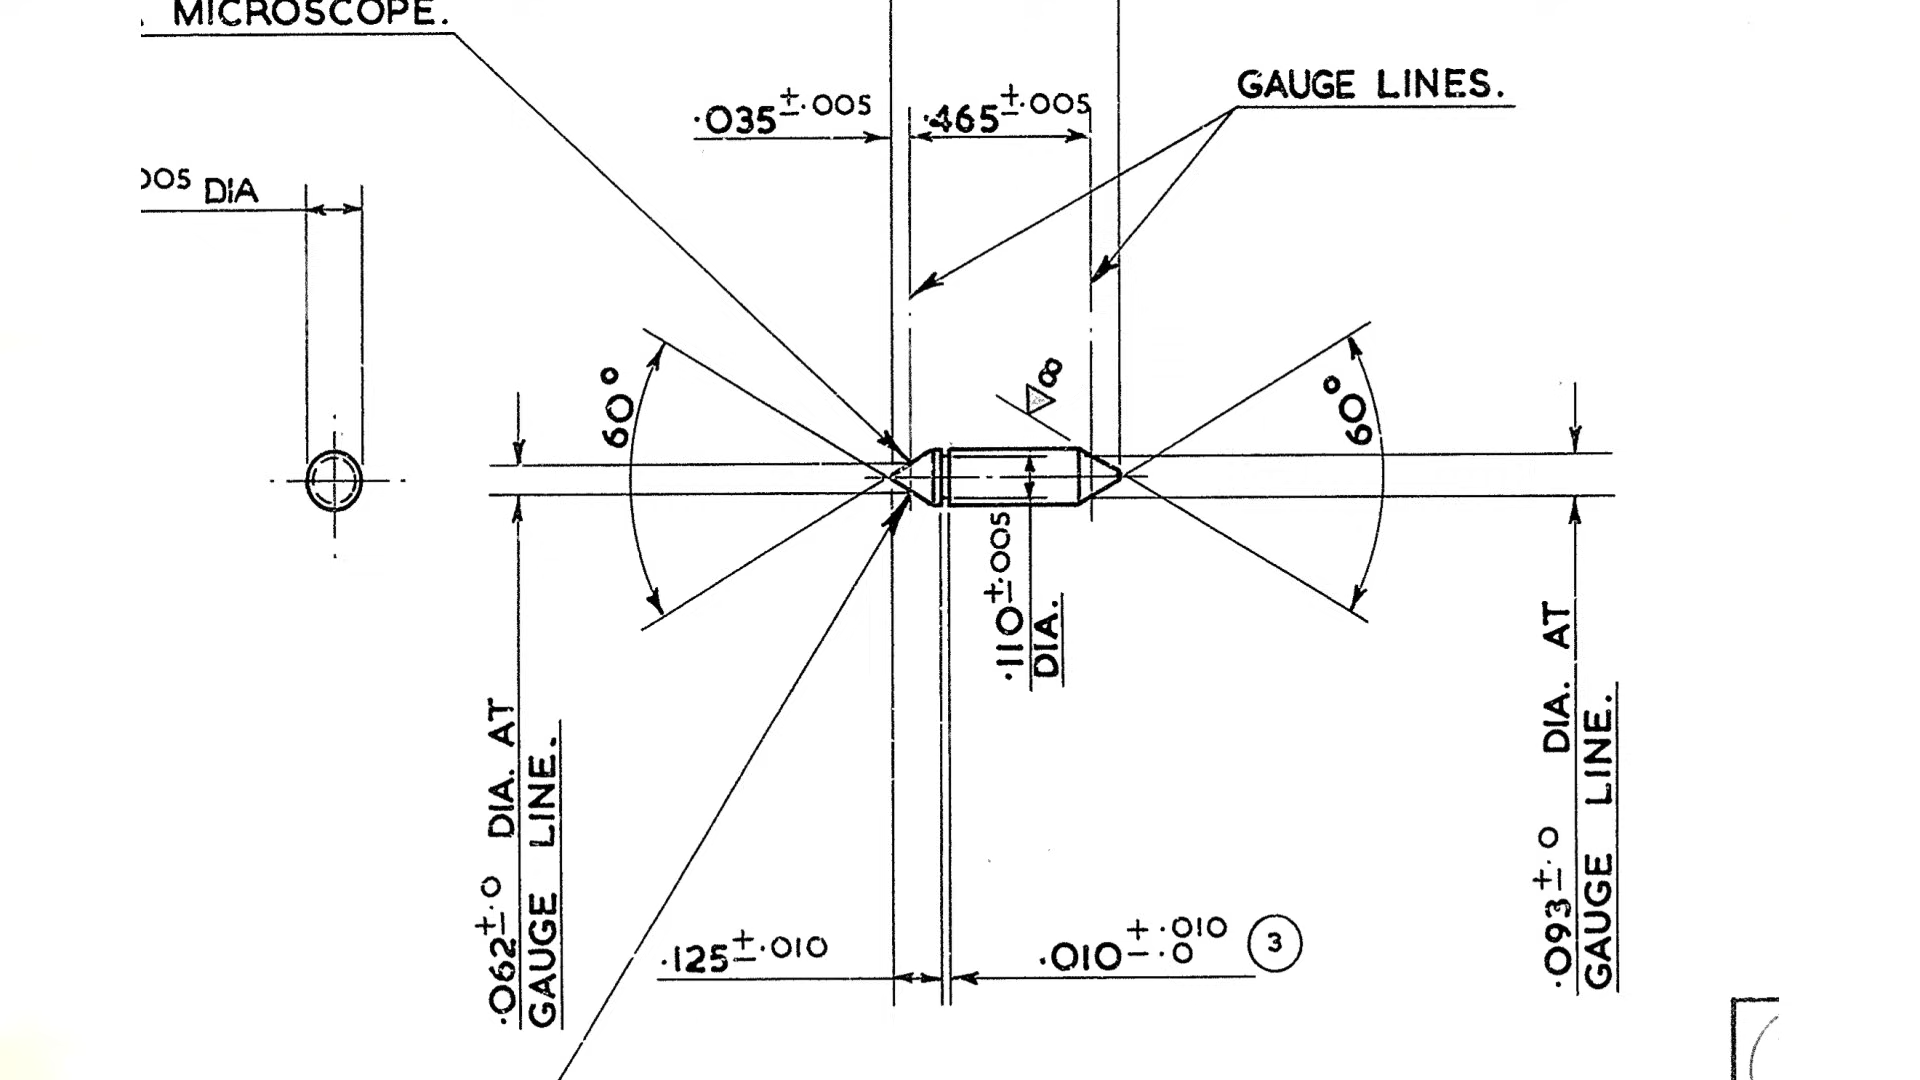 MICROSCOPE.
GAUGE LINES.
.035 ±.005
.465 ±.005
005 DIA
60°
∇8
60°
.110 ±.005
DIA.
.062 ±.0 DIA. AT
GAUGE LINE.
.093 ±.0 DIA. AT
GAUGE LINE.
.125 ±.010
.010 +.010 -.0
3